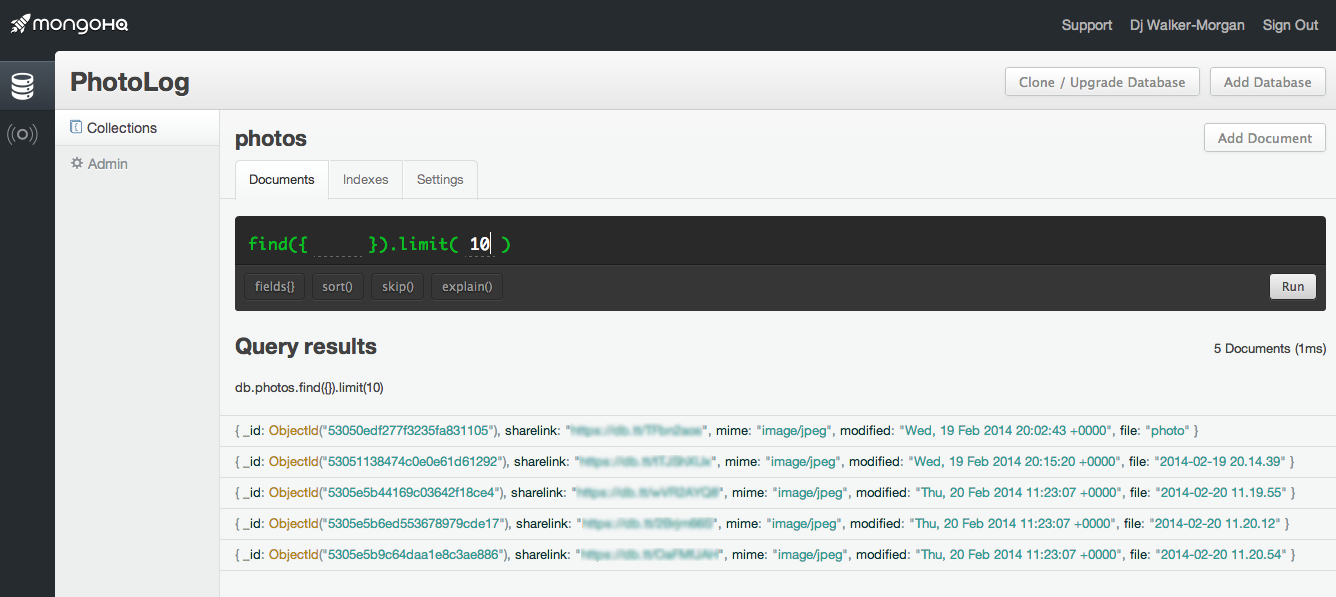 mongoHQ
Support Dj Walker-Morgan Sign Out
PhotoLog
Clone / Upgrade Database Add Database
Collections
Admin
photos
Add Document
Documents Indexes Settings
find({ }).limit( 10 )
fields{} sort() skip() explain() Run
Query results
5 Documents (1ms)
db.photos.find({}).limit(10)
{ _id: ObjectId("53050edf277f3235fa831105"), sharelink: "", mime: "image/jpeg", modified: "Wed, 19 Feb 2014 20:02:43 +0000", file: "photo" }
{ _id: ObjectId("53051138474c0e0e61d61292"), sharelink: "", mime: "image/jpeg", modified: "Wed, 19 Feb 2014 20:15:20 +0000", file: "2014-02-19 20.14.39" }
{ _id: ObjectId("5305e5b44169c03642f18ce4"), sharelink: "", mime: "image/jpeg", modified: "Thu, 20 Feb 2014 11:23:07 +0000", file: "2014-02-20 11.19.55" }
{ _id: ObjectId("5305e5b6ed553678979cde17"), sharelink: "", mime: "image/jpeg", modified: "Thu, 20 Feb 2014 11:23:07 +0000", file: "2014-02-20 11.20.12" }
{ _id: ObjectId("5305e5b9c64daa1e8c3ae886"), sharelink: "", mime: "image/jpeg", modified: "Thu, 20 Feb 2014 11:23:07 +0000", file: "2014-02-20 11.20.54" }